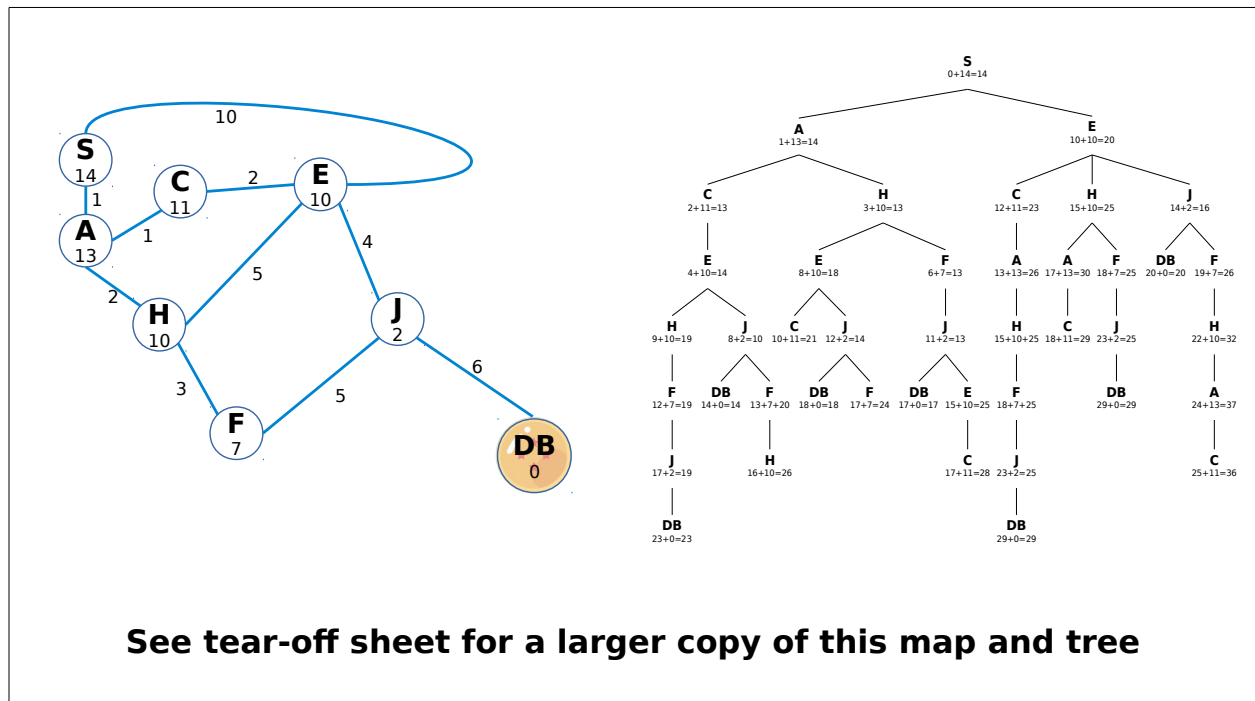 10
S
14
1
C
11
2
E
10
A
13
1
4
2
5
H
10
J
2
3
5
6
F
7
DB
0
S
0+14=14
A
1+13=14
E
10+10=20
C
2+11=13
H
3+10=13
C
12+11=23
H
15+10=25
J
14+2=16
E
4+10=14
E
8+10=18
F
6+7=13
A
13+13=26
A
17+13=30
F
18+7=25
DB
20+0=20
F
19+7=26
H
9+10=19
J
8+2=10
C
10+11=21
J
12+2=14
J
11+2=13
H
15+10=25
C
18+11=29
J
23+2=25
H
22+10=32
F
12+7=19
DB
14+0=14
F
13+7=20
DB
18+0=18
F
17+7=24
DB
17+0=17
E
15+10=25
F
18+7+25
DB
29+0=29
A
24+13=37
J
17+2=19
H
16+10=26
C
17+11=28
J
23+2=25
C
25+11=36
DB
23+0=23
DB
29+0=29
See tear-off sheet for a larger copy of this map and tree